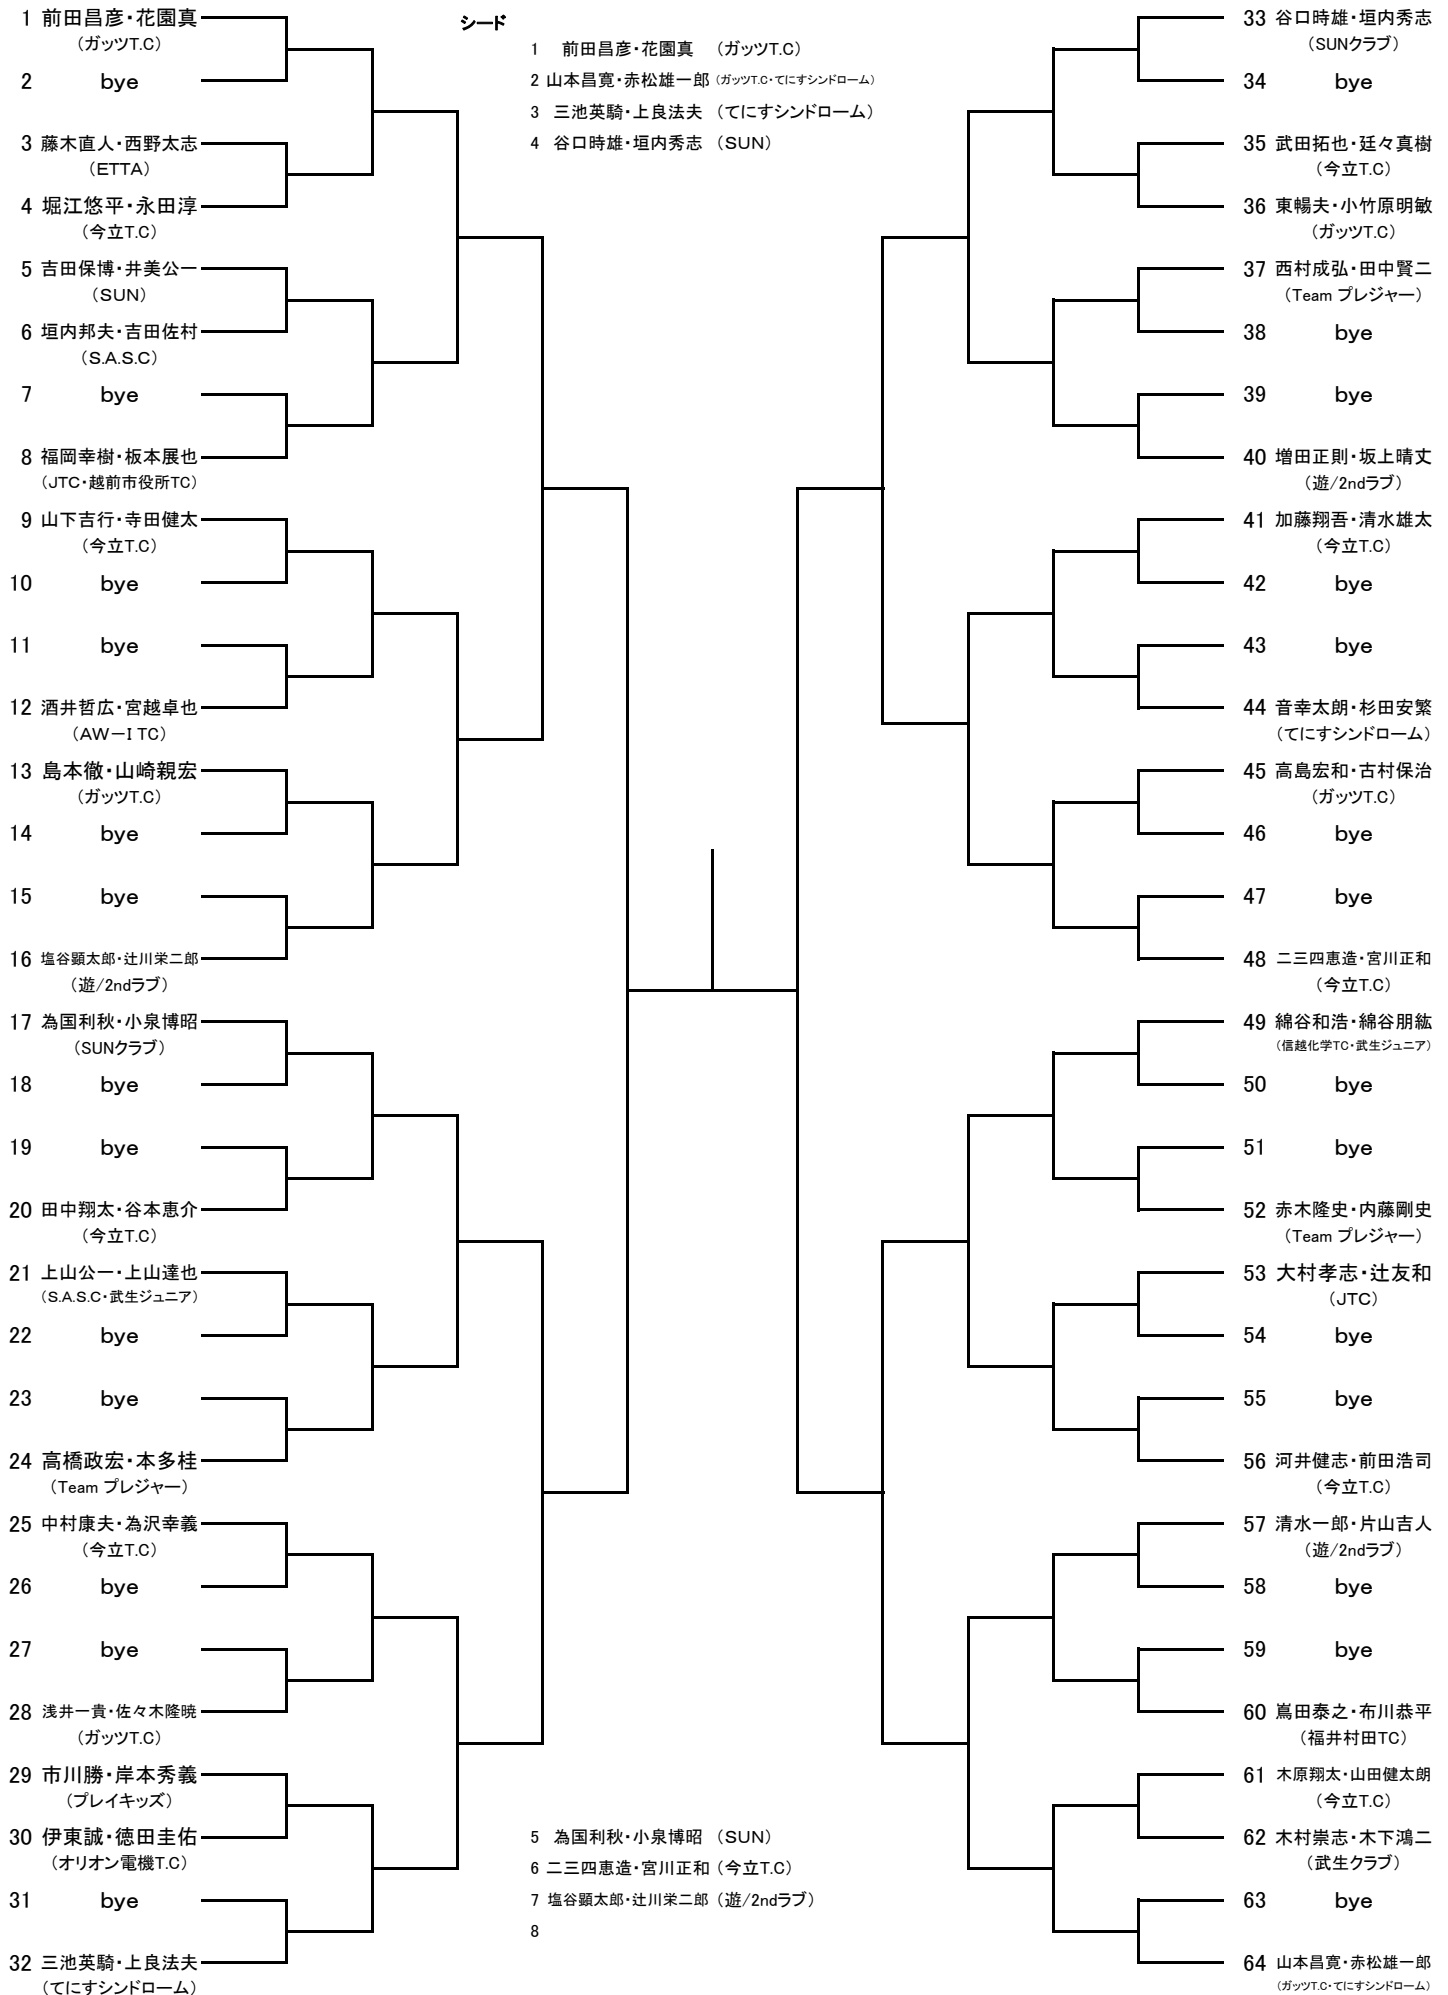 1 前田昌彦・花園真
（ガッツT.C）
2 bye
3 藤木直人・西野太志
（ETTA）
4 堀江悠平・永田淳
（今立T.C）
5 吉田保博・井美公一
（SUN）
6 垣内邦夫・吉田佐村
（S.A.S.C）
7 bye
8 福岡幸樹・板本展也
（JTC・越前市役所TC）
9 山下吉行・寺田健太
（今立T.C）
10 bye
11 bye
12 酒井哲広・宮越卓也
（AW－I TC）
13 島本徹・山崎親宏
（ガッツT.C）
14 bye
15 bye
16 塩谷顕太郎・辻川栄二郎
（遊/2ndラブ）
17 為国利秋・小泉博昭
（SUNクラブ）
18 bye
19 bye
20 田中翔太・谷本恵介
（今立T.C）
21 上山公一・上山達也
（S.A.S.C・武生ジュニア）
22 bye
23 bye
24 高橋政宏・本多桂
（Team プレジャー）
25 中村康夫・為沢幸義
（今立T.C）
26 bye
27 bye
28 浅井一貴・佐々木隆暁
（ガッツT.C）
29 市川勝・岸本秀義
（プレイキッズ）
30 伊東誠・徳田圭佑
（オリオン電機T.C）
31 bye
32 三池英騎・上良法夫
（てにすシンドローム）
シード
1 前田昌彦・花園真 （ガッツT.C）
2 山本昌寛・赤松雄一郎 （ガッツT.C・てにすシンドローム）
3 三池英騎・上良法夫 （てにすシンドローム）
4 谷口時雄・垣内秀志 （SUN）
5 為国利秋・小泉博昭 （SUN）
6 二三四恵造・宮川正和 （今立T.C）
7 塩谷顕太郎・辻川栄二郎 （遊/2ndラブ）
8
33 谷口時雄・垣内秀志
（SUNクラブ）
34 bye
35 武田拓也・廷々真樹
（今立T.C）
36 東暢夫・小竹原明敏
（ガッツT.C）
37 西村成弘・田中賢二
（Team プレジャー）
38 bye
39 bye
40 増田正則・坂上晴丈
（遊/2ndラブ）
41 加藤翔吾・清水雄太
（今立T.C）
42 bye
43 bye
44 音幸太朗・杉田安繁
（てにすシンドローム）
45 高島宏和・古村保治
（ガッツT.C）
46 bye
47 bye
48 二三四恵造・宮川正和
（今立T.C）
49 綿谷和浩・綿谷朋紘
（信越化学TC・武生ジュニア）
50 bye
51 bye
52 赤木隆史・内藤剛史
（Team プレジャー）
53 大村孝志・辻友和
（JTC）
54 bye
55 bye
56 河井健志・前田浩司
（今立T.C）
57 清水一郎・片山吉人
（遊/2ndラブ）
58 bye
59 bye
60 嶌田泰之・布川恭平
（福井村田TC）
61 木原翔太・山田健太朗
（今立T.C）
62 木村崇志・木下鴻二
（武生クラブ）
63 bye
64 山本昌寛・赤松雄一郎
（ガッツT.C・てにすシンドローム）